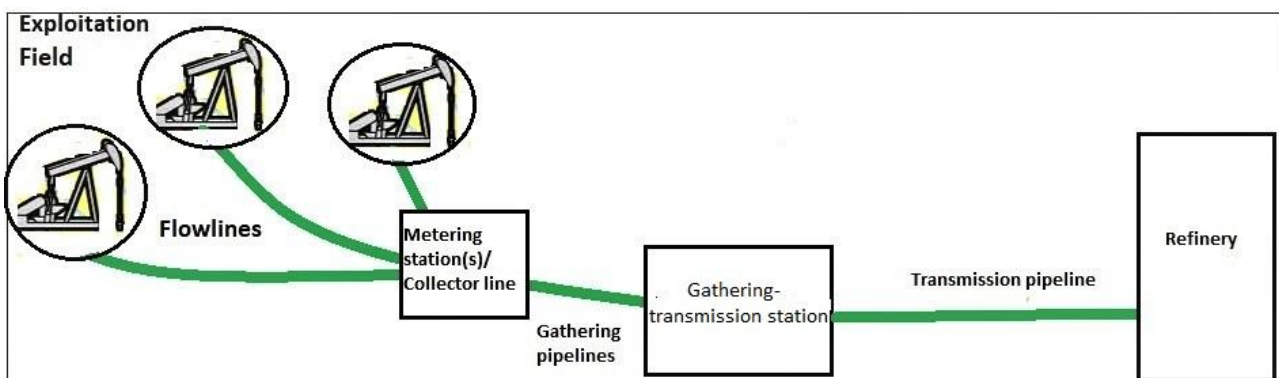 Exploitation
Field
Flowlines
Metering
station(s)/
Collector line
Gathering
pipelines
Gathering-
transmission station
Transmission pipeline
Refinery